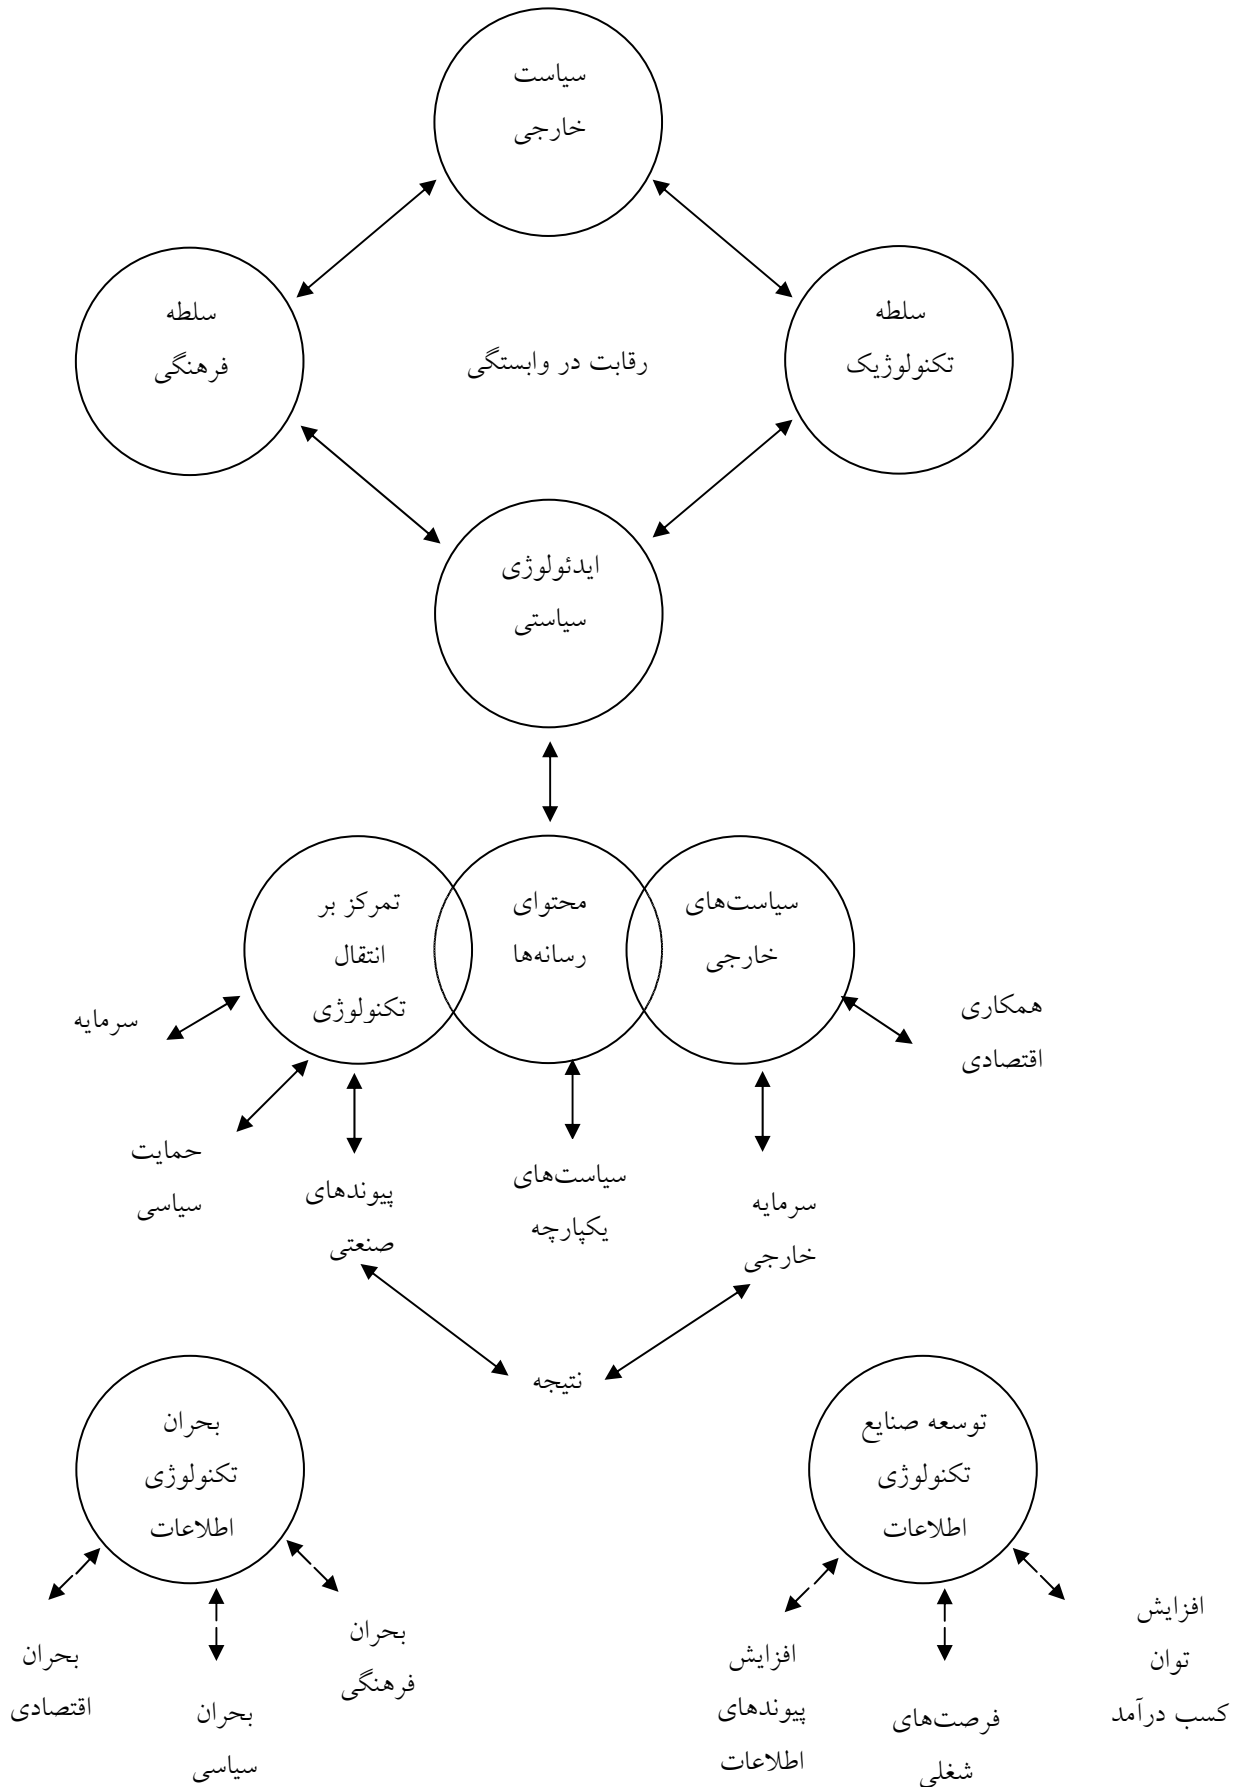 سیاست
خارجی
سلطه
تکنولوژیک
رقابت در وابستگی
سلطه
فرهنگی
ایدئولوژی
سیاستی
سیاست‌های
خارجی
محتوای
رسانه‌ها
تمرکز بر
انتقال
تکنولوژی
همکاری
اقتصادی
سرمایه
خارجی
سیاست‌های
یکپارچه
پیوندهای
صنعتی
حمایت
سیاسی
سرمایه
نتیجه
توسعه صنایع
تکنولوژی
اطلاعات
افزایش
توان
کسب درآمد
فرصت‌های
شغلی
افزایش
پیوندهای
اطلاعات
بحران
تکنولوژی
اطلاعات
بحران
فرهنگی
بحران
سیاسی
بحران
اقتصادی